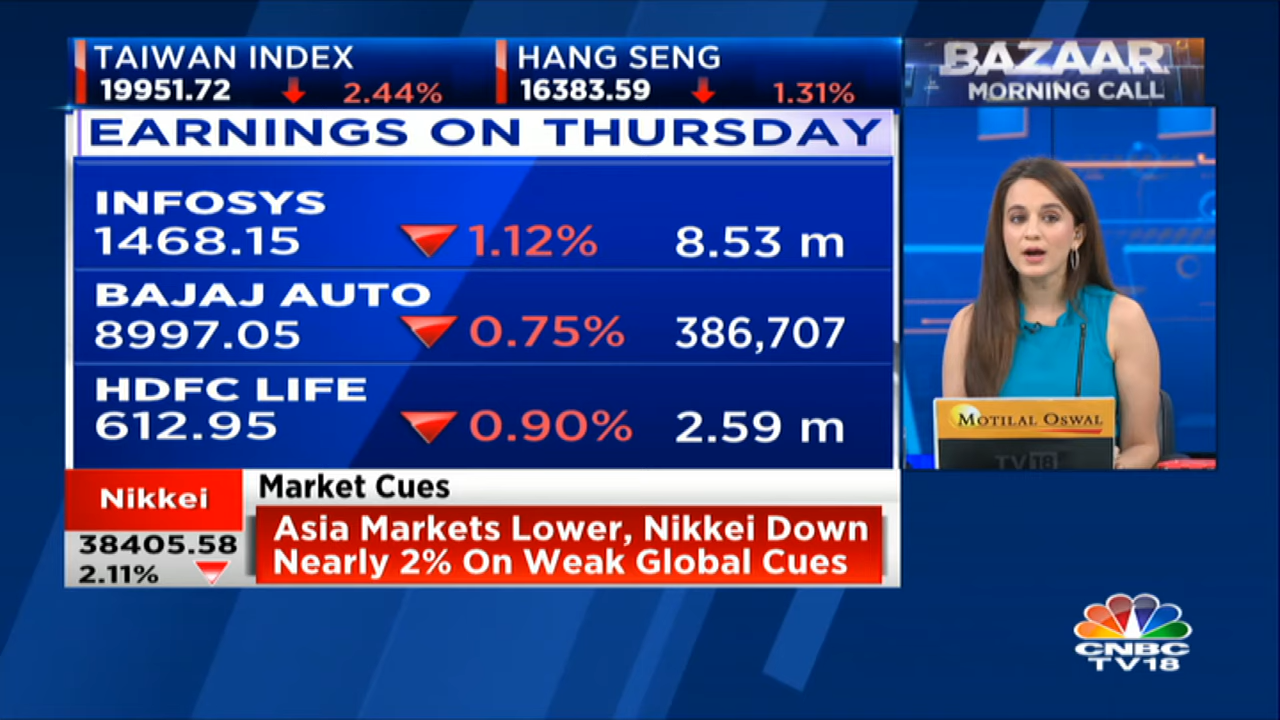 TAIWAN INDEX
19951.72 2.44%
HANG SENG
16383.59 1.31%
BAZAAR
MORNING CALL
EARNINGS ON THURSDAY
INFOSYS
1468.15 1.12% 8.53 m
BAJAJ AUTO
8997.05 0.75% 386,707
HDFC LIFE
612.95 0.90% 2.59 m
MOTILAL OSWAL
TV18
Nikkei
38405.58
2.11%
Market Cues
Asia Markets Lower, Nikkei Down
Nearly 2% On Weak Global Cues
CNBC
TV18